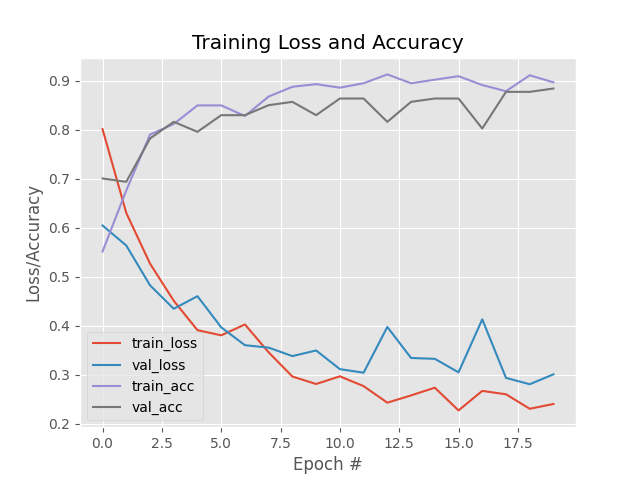 Training Loss and Accuracy
Loss/Accuracy
0.9
0.8
0.7
0.6
0.5
0.4
0.3
0.2
train_loss
val_loss
train_acc
val_acc
0.0 2.5 5.0 7.5 10.0 12.5 15.0 17.5
Epoch #